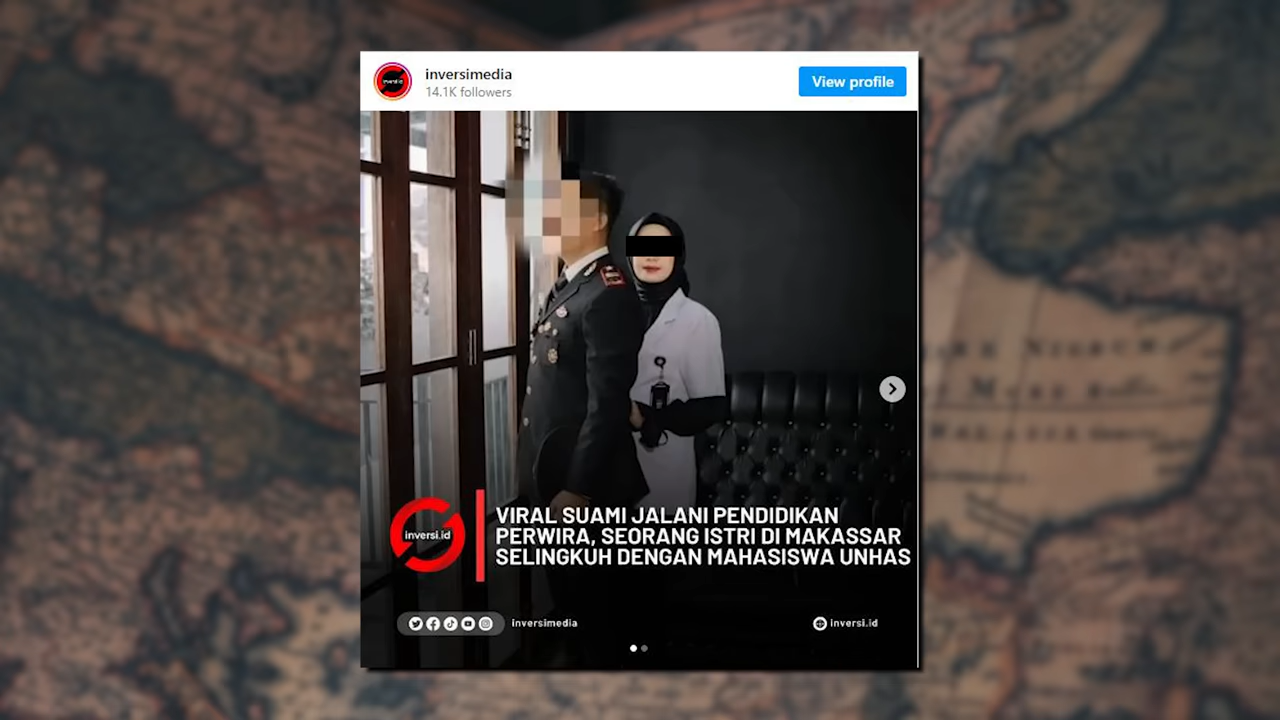 inversimedia
14.1K followers
View profile
inversi.id
VIRAL SUAMI JALANI PENDIDIKAN
PERWIRA, SEORANG ISTRI DI MAKASSAR
SELINGKUH DENGAN MAHASISWA UNHAS
inversimedia
inversi.id